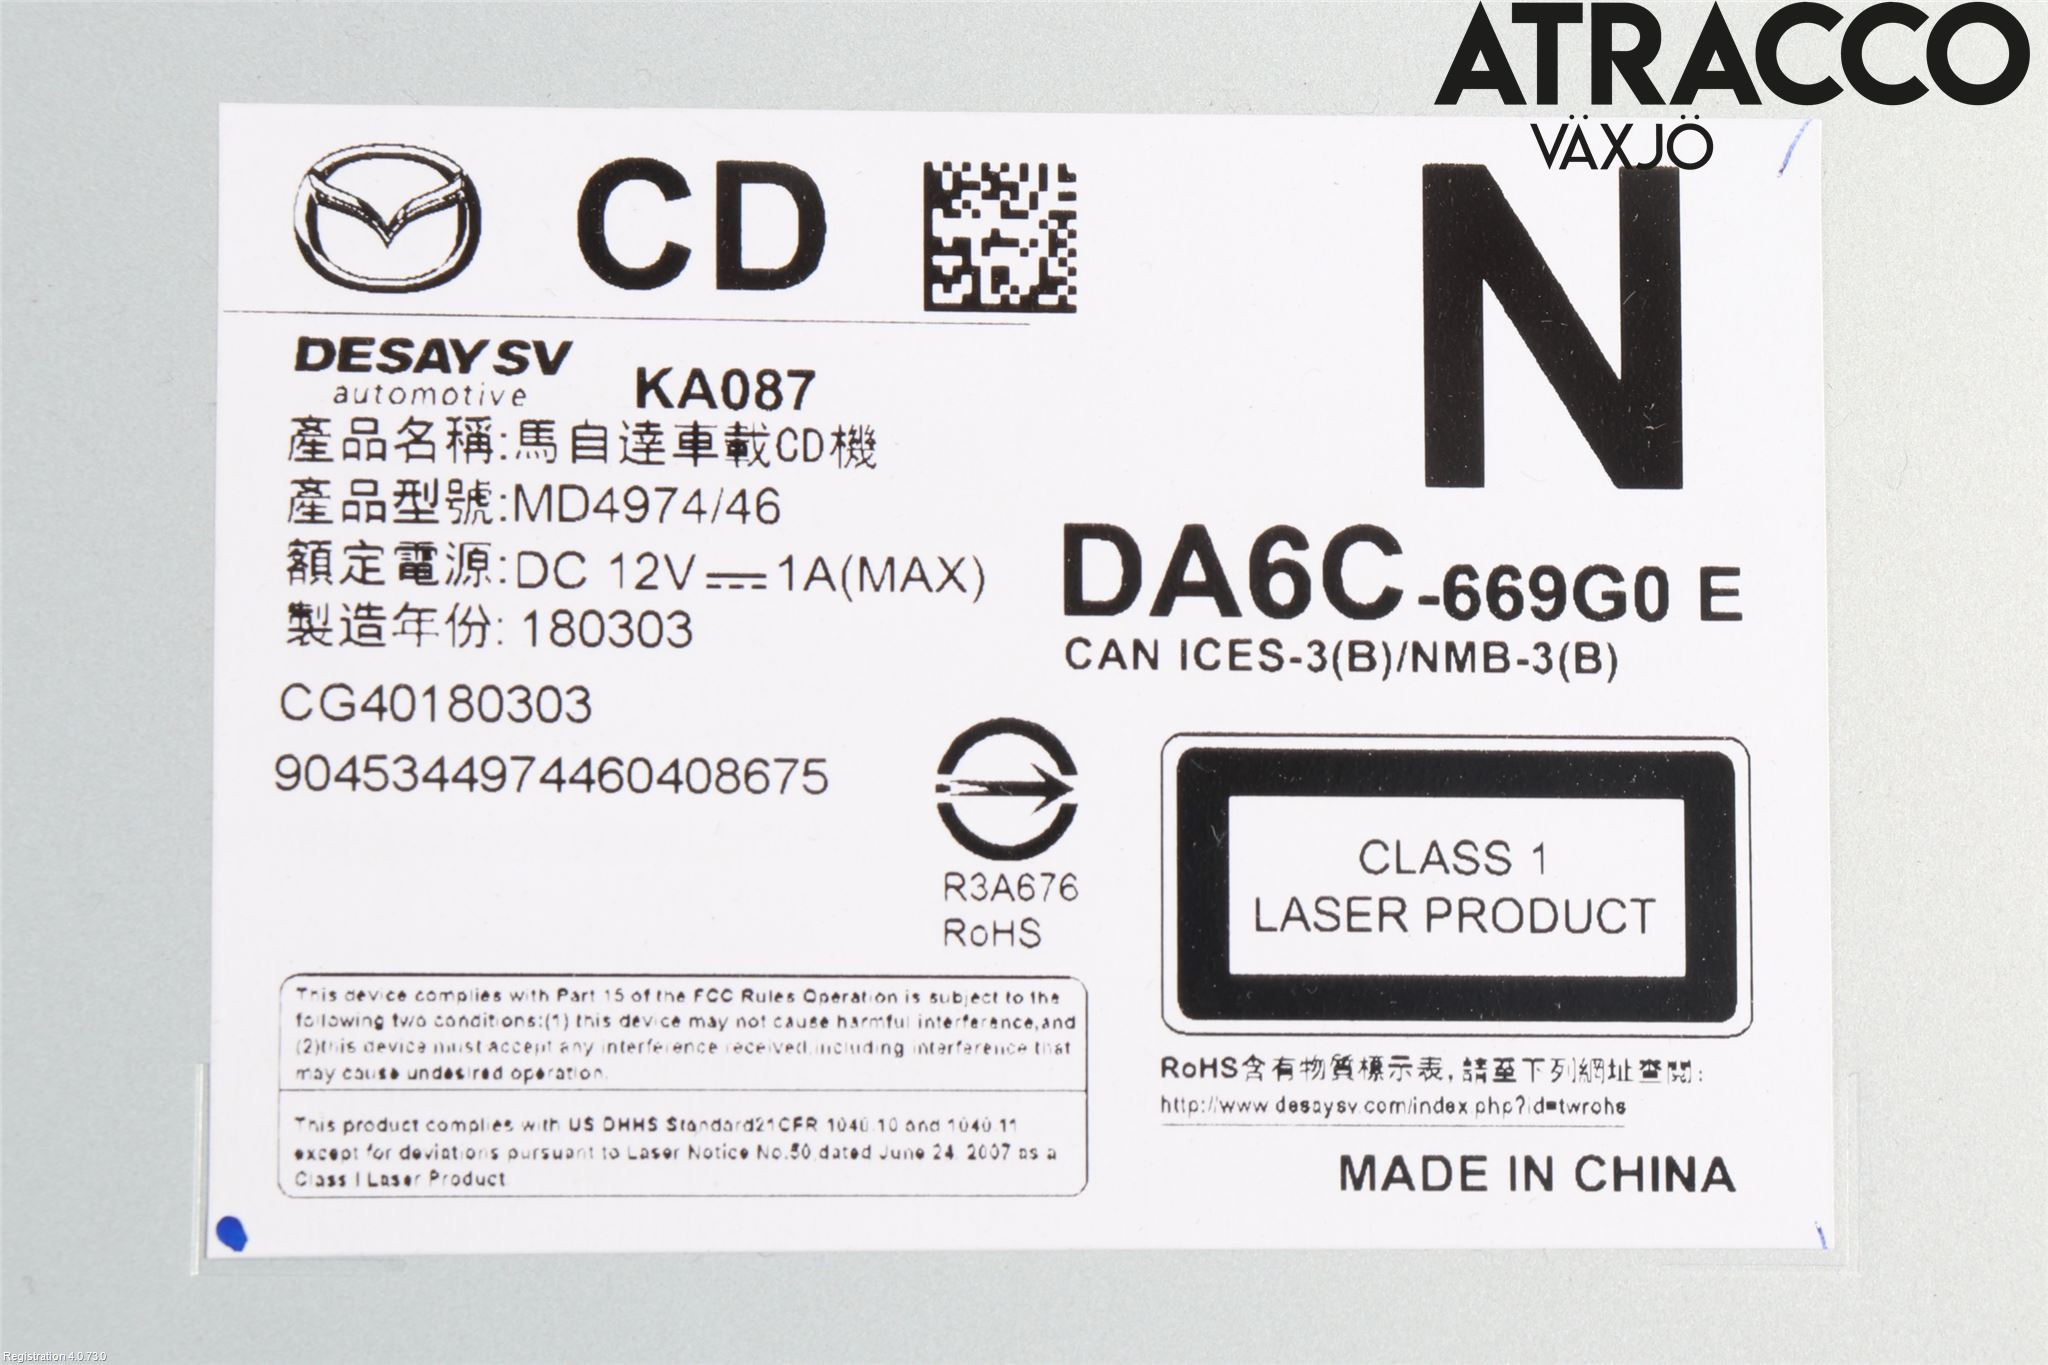 ATRACCO
VÄXJÖ
CD
N
DESAY SV
automotive
KA087
產品名稱:馬自達車載CD機
產品型號:MD4974/46
額定電源:DC 12V 1A(MAX)
製造年份: 180303
CG40180303
9045344974460408675
DA6C-669G0 E
CAN ICES-3(B)/NMB-3(B)
R3A676
RoHS
CLASS 1
LASER PRODUCT
This device complies with Part 15 of the FCC Rules Operation is subject to the
following two conditions:(1) this device may not cause harmful interference,and
(2)this device must accept any interference received,including interference that
may cause undesired operation.
This product complies with US DHHS Standard21CFR 1040.10 and 1040.11
except for deviations pursuant to Laser Notice No.50,dated June 24, 2007 as a
Class I Laser Product
RoHS含有物質標示表,請至下列網址查閱:
http://www.desaysv.com/index.php?id=twrohs
MADE IN CHINA
Registration 4.0.73.0